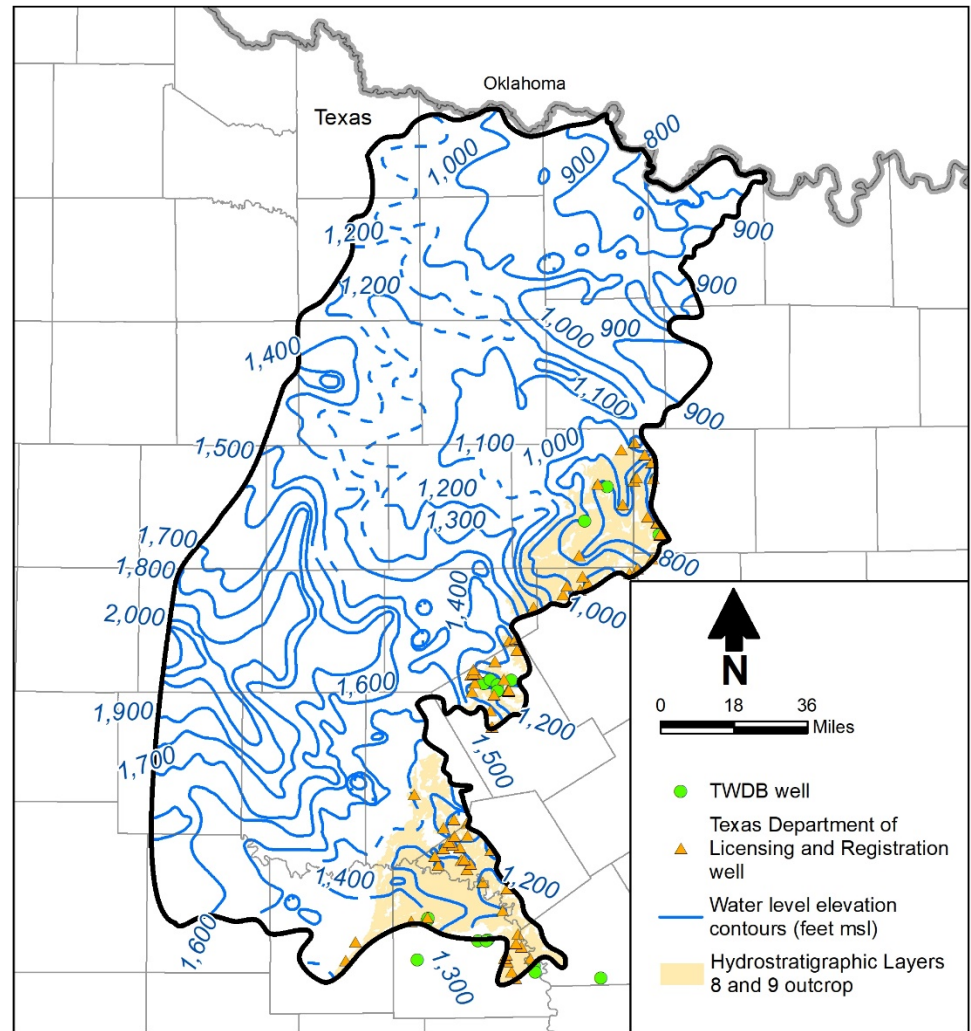 Oklahoma
Texas
800
1,000
900
900
1,200
900
1,200
1,000
900
1,400
1,100
900
1,500
1,100
1,000
1,200
1,300
1,700
800
1,800
1,400
1,000
2,000
1,600
1,900
1,200
1,700
1,500
1,400
1,200
1,600
1,300
N
0 18 36
Miles
TWDB well
Texas Department of
Licensing and Registration
well
Water level elevation
contours (feet msl)
Hydrostratigraphic Layers
8 and 9 outcrop